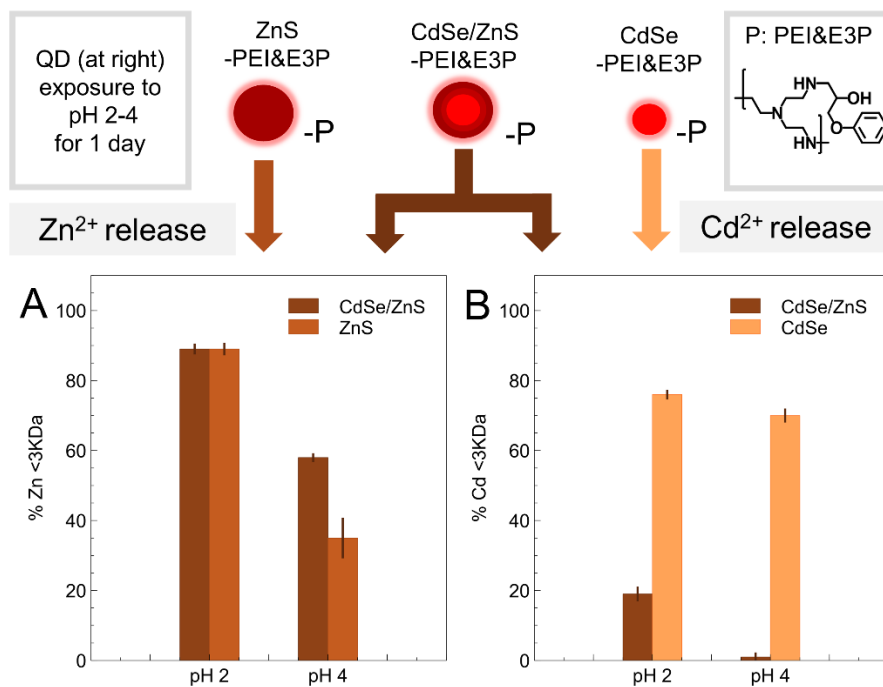 QD (at right)
exposure to
pH 2-4
for 1 day
ZnS
-PEI&E3P
-P
CdSe/ZnS
-PEI&E3P
-P
CdSe
-PEI&E3P
-P
P: PEI&E3P
HN
OH
N
O
HN
Zn²⁺ release
Cd²⁺ release
A
CdSe/ZnS
ZnS
% Zn <3KDa
100
80
60
40
20
0
pH 2
pH 4
B
CdSe/ZnS
CdSe
% Cd <3KDa
100
80
60
40
20
0
pH 2
pH 4